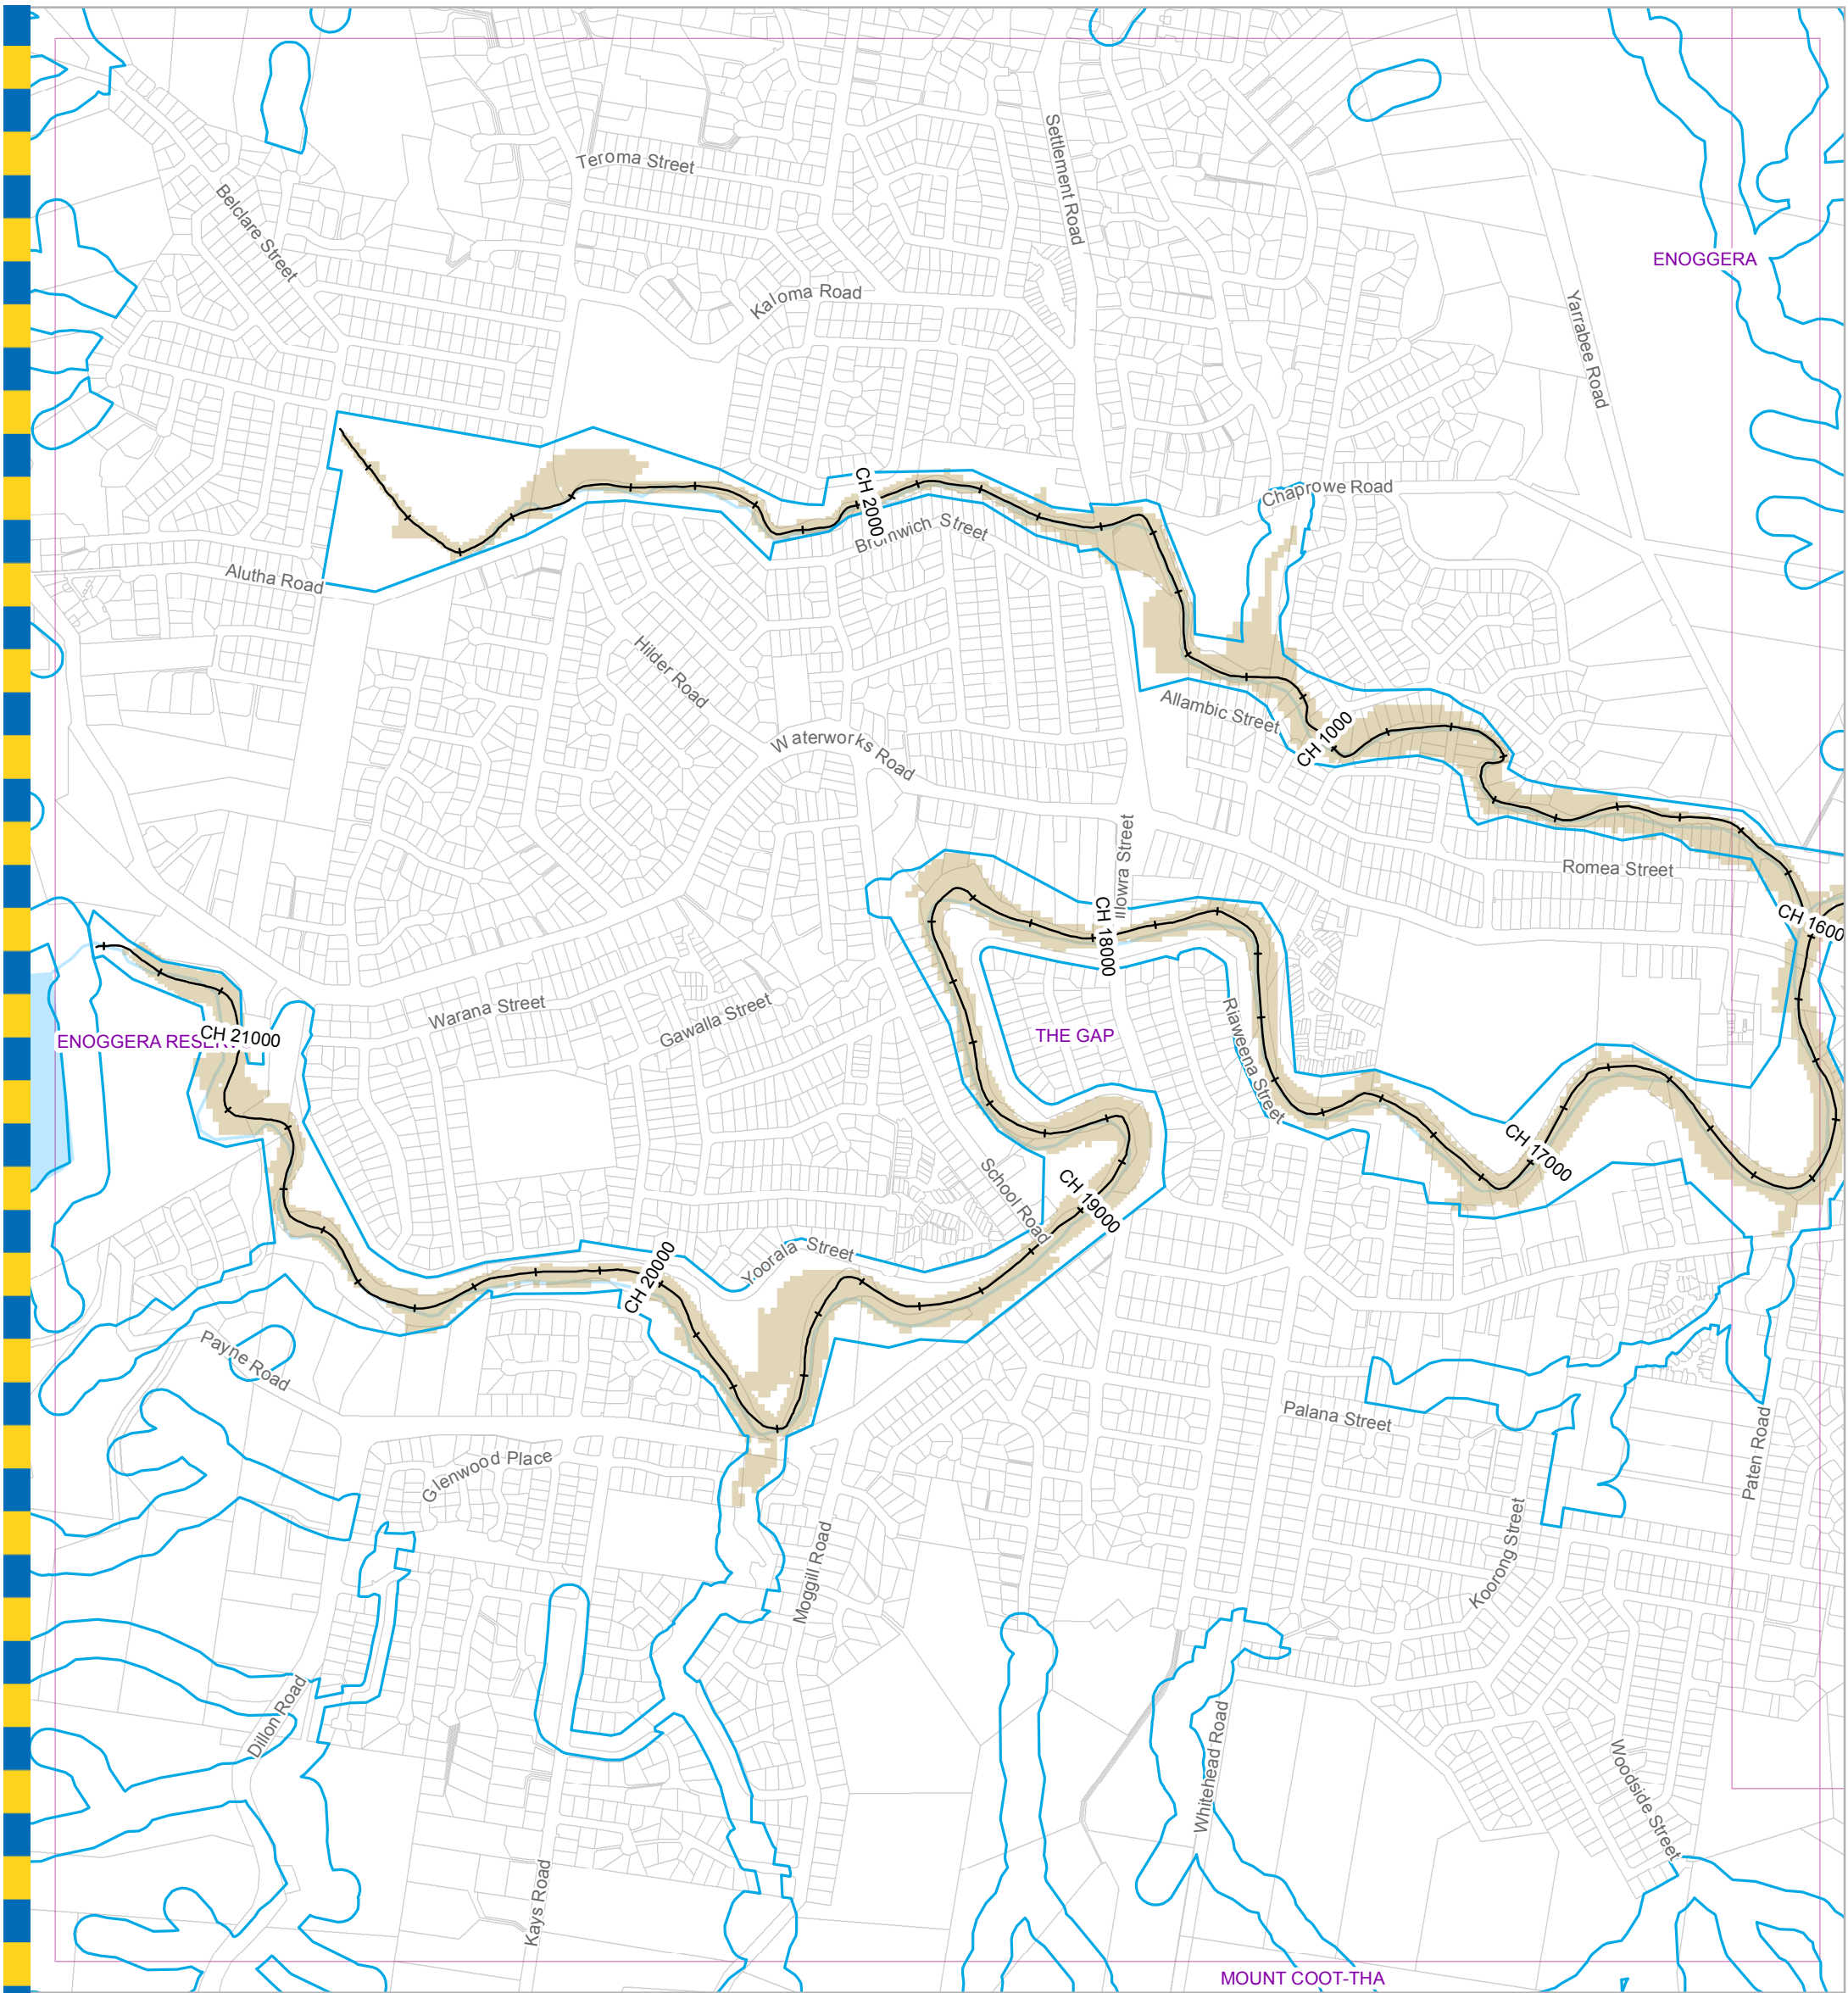 Settlement Road
Teroma Street
Belclare Street
ENOGGERA
Kaloma Road
Yarrabee Road
CH 2000
Chaprowe Road
Bromwich Street
Alutha Road
Hilder Road
Allambic Street
CH 1000
Waterworks Road
Illowra Street
Romea Street
CH 1600
CH 18000
Warana Street
Gawalla Street
Riaweena Street
THE GAP
ENOGGERA RESERVO
CH 21000
CH 17000
School Road
CH 19000
Yoorala Street
CH 20000
Payne Road
Palana Street
Paten Road
Glenwood Place
Koorong Street
Moggill Road
Dillon Road
Whitehead Road
Woodside Street
Kays Road
MOUNT COOT-THA